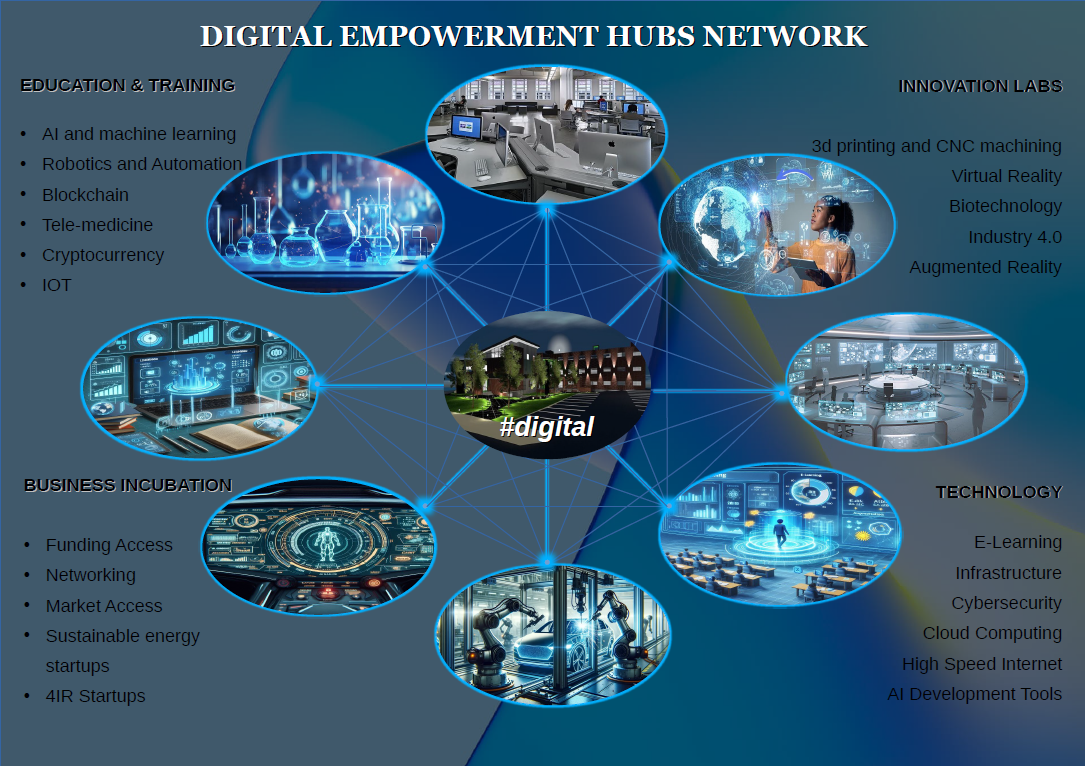 DIGITAL EMPOWERMENT HUBS NETWORK
EDUCATION & TRAINING
• AI and machine learning
• Robotics and Automation
• Blockchain
• Tele-medicine
• Cryptocurrency
• IOT
INNOVATION LABS
3d printing and CNC machining
Virtual Reality
Biotechnology
Industry 4.0
Augmented Reality
#digital
BUSINESS INCUBATION
• Funding Access
• Networking
• Market Access
• Sustainable energy
startups
• 4IR Startups
TECHNOLOGY
E-Learning
Infrastructure
Cybersecurity
Cloud Computing
High Speed Internet
AI Development Tools